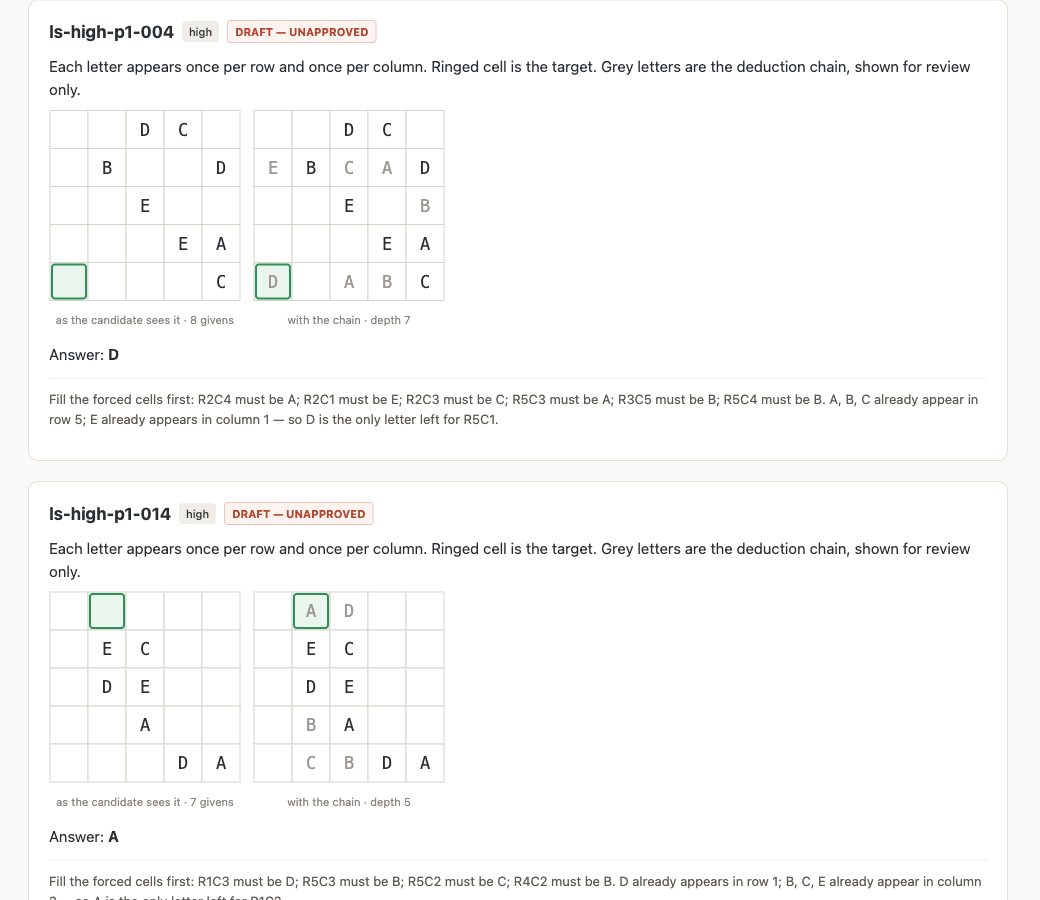 ls-high-p1-004 high DRAFT — UNAPPROVED
Each letter appears once per row and once per column. Ringed cell is the target. Grey letters are the deduction chain, shown for review
only.
D C D C
B D E B C A D
E E B
E A E A
C D A B C
as the candidate sees it · 8 givens with the chain · depth 7
Answer: D
Fill the forced cells first: R2C4 must be A; R2C1 must be E; R2C3 must be C; R5C3 must be A; R3C5 must be B; R5C4 must be B. A, B, C already appear in
row 5; E already appears in column 1 — so D is the only letter left for R5C1.
ls-high-p1-014 high DRAFT — UNAPPROVED
Each letter appears once per row and once per column. Ringed cell is the target. Grey letters are the deduction chain, shown for review
only.
A D
E C E C
D E D E
A B A
D A C B D A
as the candidate sees it · 7 givens with the chain · depth 5
Answer: A
Fill the forced cells first: R1C3 must be D; R5C3 must be B; R5C2 must be C; R4C2 must be B. D already appears in row 1; B, C, E already appear in column